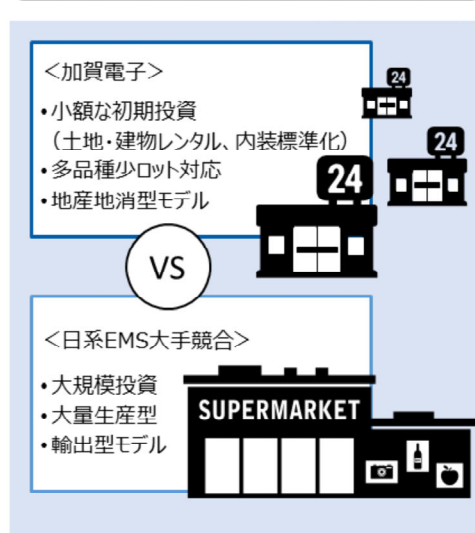 <加賀電子>
•小額な初期投資
（土地・建物レンタル、内装標準化）
•多品種少ロット対応
•地産地消型モデル
24
24
24
VS
<日系EMS大手競合>
•大規模投資
•大量生産型
•輸出型モデル
SUPERMARKET